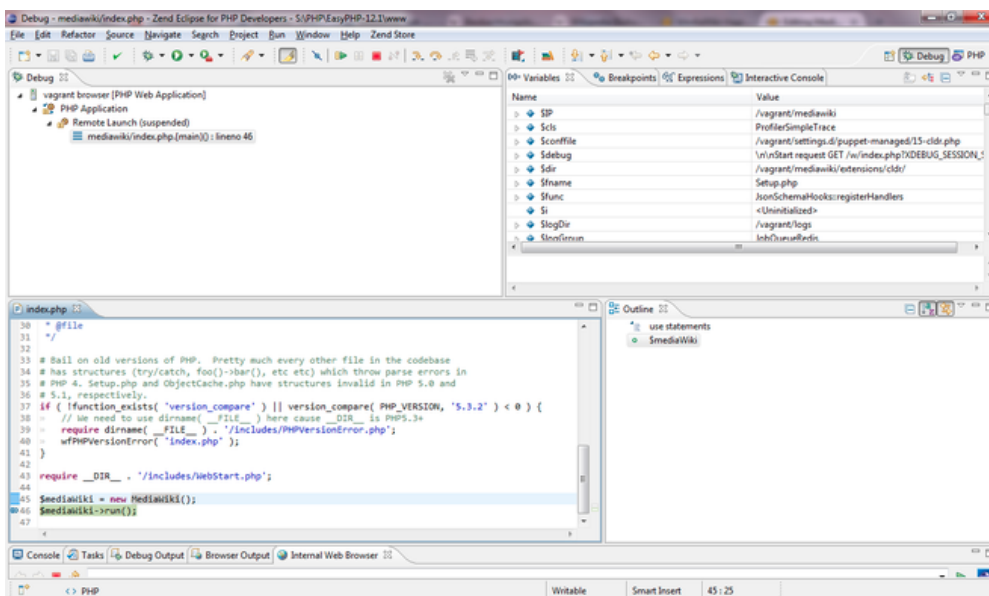 Debug - mediawiki/index.php - Zend Eclipse for PHP Developers - S:\PHP\EasyPHP-12.1\www
File Edit Refactor Source Navigate Search Project Run Window Help Zend Store
Debug PHP
Debug
vagrant browser [PHP Web Application]
PHP Application
Remote Launch (suspended)
mediawiki/index.php.{main}() : lineno 46
Variables Breakpoints Expressions Interactive Console
Name Value
$IP /vagrant/mediawiki
$cls ProfilerSimpleTrace
$conffile /vagrant/settings.d/puppet-managed/15-cldr.php
$debug \n\nStart request GET /w/index.php?XDEBUG_SESSION_S
$dir /vagrant/mediawiki/extensions/cldr/
$fname Setup.php
$func JsonSchemaHooks::registerHandlers
$i <Uninitialized>
$logDir /vagrant/logs
$logGroup JobQueueRedis
index.php
30 * @file
31 */
32
33 # Bail on old versions of PHP. Pretty much every other file in the codebase
34 # has structures (try/catch, foo()->bar(), etc etc) which throw parse errors in
35 # PHP 4. Setup.php and ObjectCache.php have structures invalid in PHP 5.0 and
36 # 5.1, respectively.
37 if ( !function_exists( 'version_compare' ) || version_compare( PHP_VERSION, '5.3.2' ) < 0 ) {
38 // We need to use dirname( __FILE__ ) here cause __DIR__ is PHP5.3+
39 require dirname( __FILE__ ) . '/includes/PHPVersionError.php';
40 wfPHPVersionError( 'index.php' );
41 }
42
43 require __DIR__ . '/includes/WebStart.php';
44
45 $mediaWiki = new MediaWiki();
46 $mediaWiki->run();
47
Outline
use statements
$mediaWiki
Console Tasks Debug Output Browser Output Internal Web Browser
<> PHP Writable Smart Insert 45 : 25